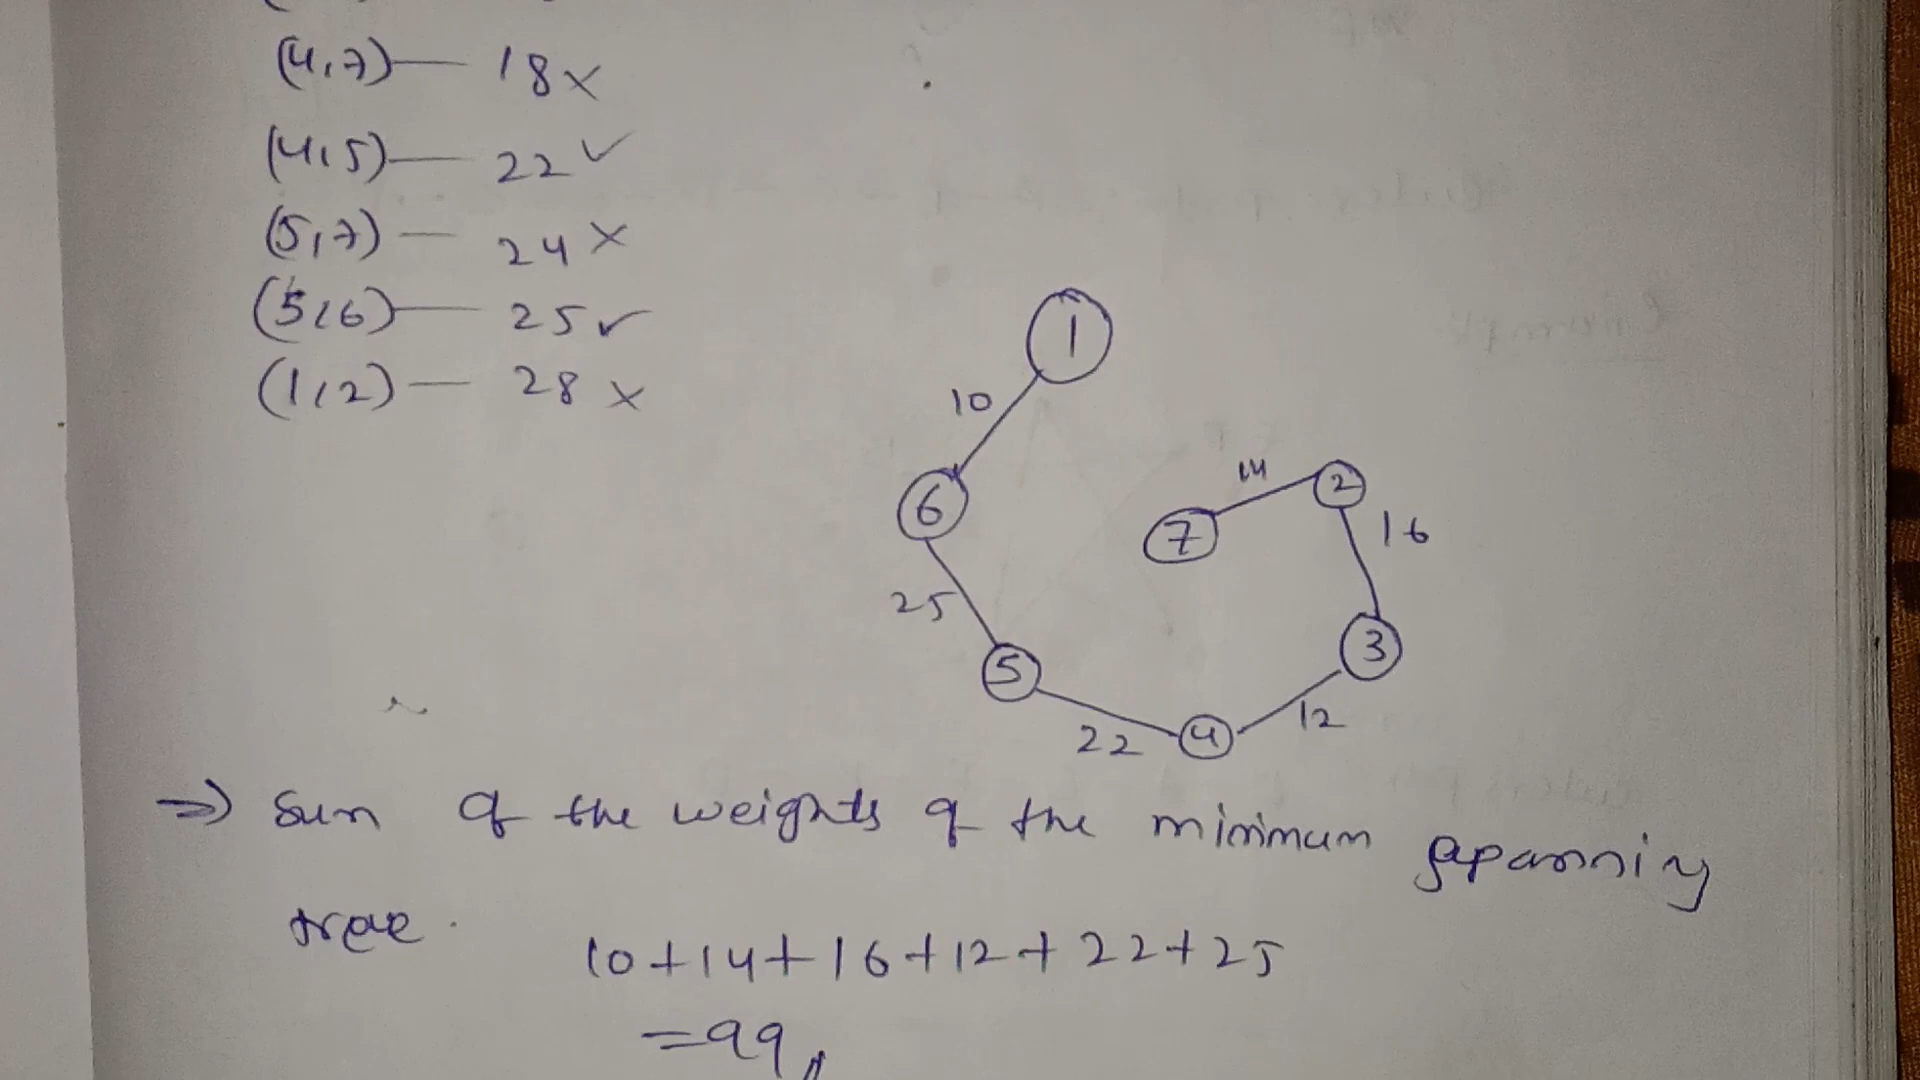 (4,7) — 18 ×
(4,5) — 22 ✓
(5,7) — 24 ×
(5,6) — 25 ✓
(1,2) — 28 ×
1
10
6
14
2
7
16
25
3
5
12
22
4
⇒ Sum of the weights of the minimum spanning
tree.
10+14+16+12+22+25
=99